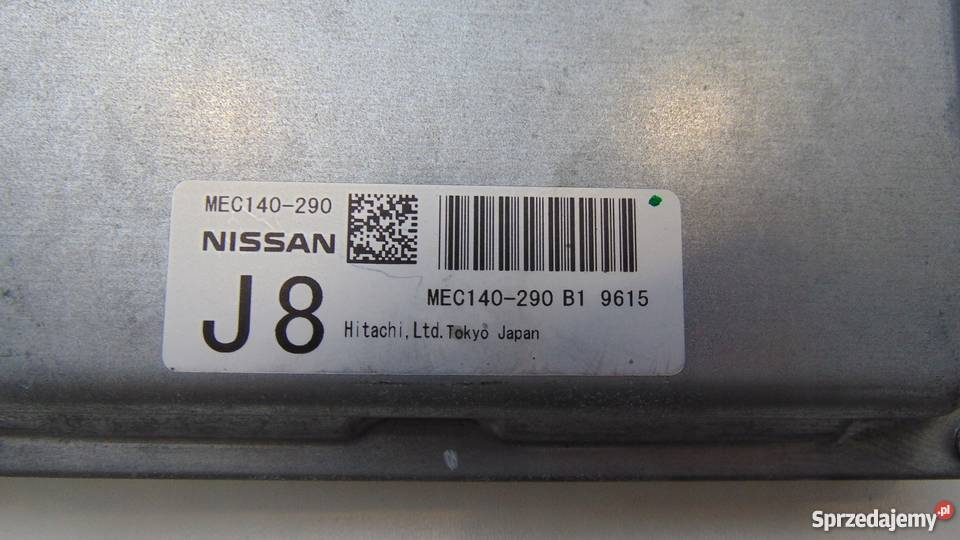 MEC140-290
NISSAN
J8
MEC140-290 B1 9615
Hitachi,Ltd.Tokyo Japan
Sprzedajemy.pl